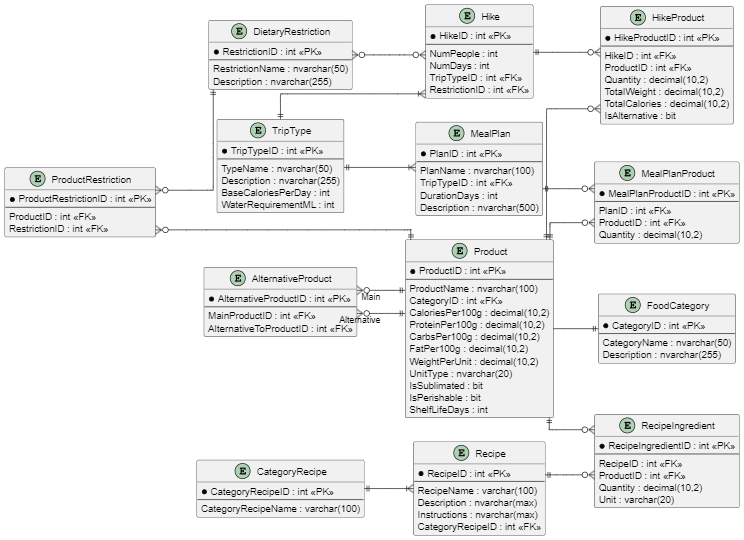 E DietaryRestriction
● RestrictionID : int «PK»
RestrictionName : nvarchar(50)
Description : nvarchar(255)
E Hike
● HikeID : int «PK»
NumPeople : int
NumDays : int
TripTypeID : int «FK»
RestrictionID : int «FK»
E HikeProduct
● HikeProductID : int «PK»
HikeID : int «FK»
ProductID : int «FK»
Quantity : decimal(10,2)
TotalWeight : decimal(10,2)
TotalCalories : decimal(10,2)
IsAlternative : bit
E TripType
● TripTypeID : int «PK»
TypeName : nvarchar(50)
Description : nvarchar(255)
BaseCaloriesPerDay : int
WaterRequirementML : int
E MealPlan
● PlanID : int «PK»
PlanName : nvarchar(100)
TripTypeID : int «FK»
DurationDays : int
Description : nvarchar(500)
E MealPlanProduct
● MealPlanProductID : int «PK»
PlanID : int «FK»
ProductID : int «FK»
Quantity : decimal(10,2)
E ProductRestriction
● ProductRestrictionID : int «PK»
ProductID : int «FK»
RestrictionID : int «FK»
E Product
● ProductID : int «PK»
ProductName : nvarchar(100)
CategoryID : int «FK»
CaloriesPer100g : decimal(10,2)
ProteinPer100g : decimal(10,2)
CarbsPer100g : decimal(10,2)
FatPer100g : decimal(10,2)
WeightPerUnit : decimal(10,2)
UnitType : nvarchar(20)
IsSublimated : bit
IsPerishable : bit
ShelfLifeDays : int
E AlternativeProduct
● AlternativeProductID : int «PK»
MainProductID : int «FK»
AlternativeToProductID : int «FK»
Main
Alternative
E FoodCategory
● CategoryID : int «PK»
CategoryName : nvarchar(50)
Description : nvarchar(255)
E RecipeIngredient
● RecipeIngredientID : int «PK»
RecipeID : int «FK»
ProductID : int «FK»
Quantity : decimal(10,2)
Unit : varchar(20)
E Recipe
● RecipeID : int «PK»
RecipeName : varchar(100)
Description : nvarchar(max)
Instructions : nvarchar(max)
CategoryRecipeID : int «FK»
E CategoryRecipe
● CategoryRecipeID : int «PK»
CategoryRecipeName : varchar(100)